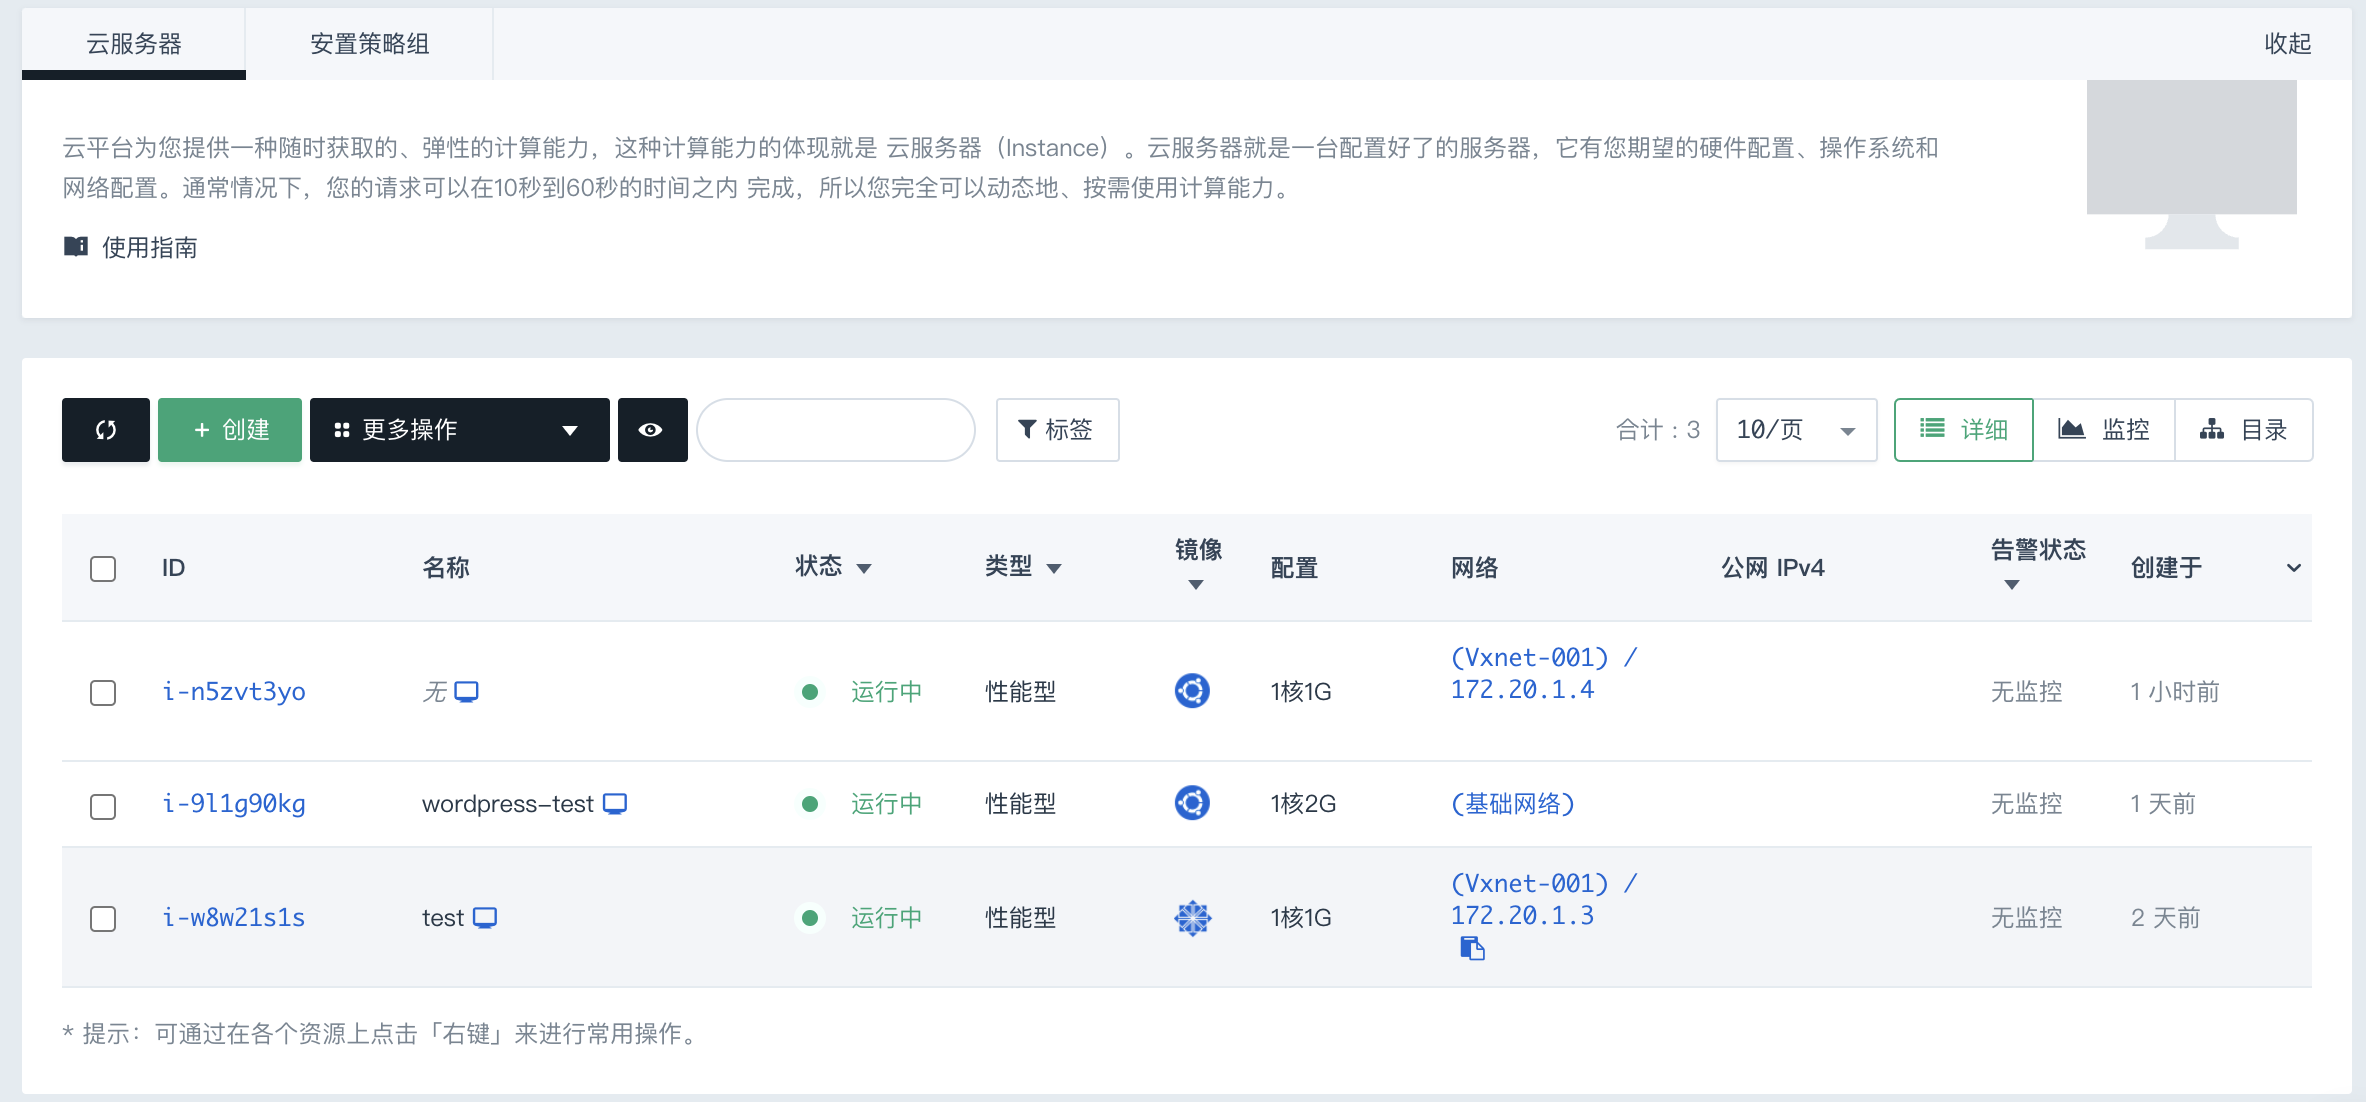 云服务器 安置策略组 收起
云平台为您提供一种随时获取的、弹性的计算能力，这种计算能力的体现就是 云服务器（Instance）。云服务器就是一台配置好了的服务器，它有您期望的硬件配置、操作系统和
网络配置。通常情况下，您的请求可以在10秒到60秒的时间之内 完成，所以您完全可以动态地、按需使用计算能力。
使用指南
+ 创建 更多操作 标签 合计：3 10/页 详细 监控 目录
ID 名称 状态 类型 镜像 配置 网络 公网 IPv4 告警状态 创建于
(Vxnet-001) /
i-n5zvt3yo 无 运行中 性能型 1核1G 172.20.1.4 无监控 1 小时前
i-9l1g90kg wordpress-test 运行中 性能型 1核2G (基础网络) 无监控 1 天前
(Vxnet-001) /
i-w8w21s1s test 运行中 性能型 1核1G 172.20.1.3 无监控 2 天前
* 提示：可通过在各个资源上点击「右键」来进行常用操作。